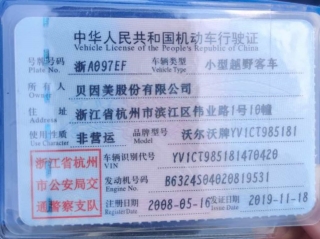 中华人民共和国机动车行驶证
Vehicle License of the People's Republic of China
号牌号码 浙A097EF 车辆类型 小型越野客车
Plate No. Vehicle Type
所有人 贝因美股份有限公司
Owner
住址 浙江省杭州市滨江区伟业路1号10幢
Address
使用性质 非营运 品牌型号 沃尔沃牌YV1CT985181
Use Character Model
浙江省杭州
市公安局交
通警察支队
车辆识别代号 YV1CT985181470420
VIN
发动机号码 B6324S04020819531
Engine No.
注册日期 2008-05-16 发证日期 2019-11-18
Register Date Issue Date